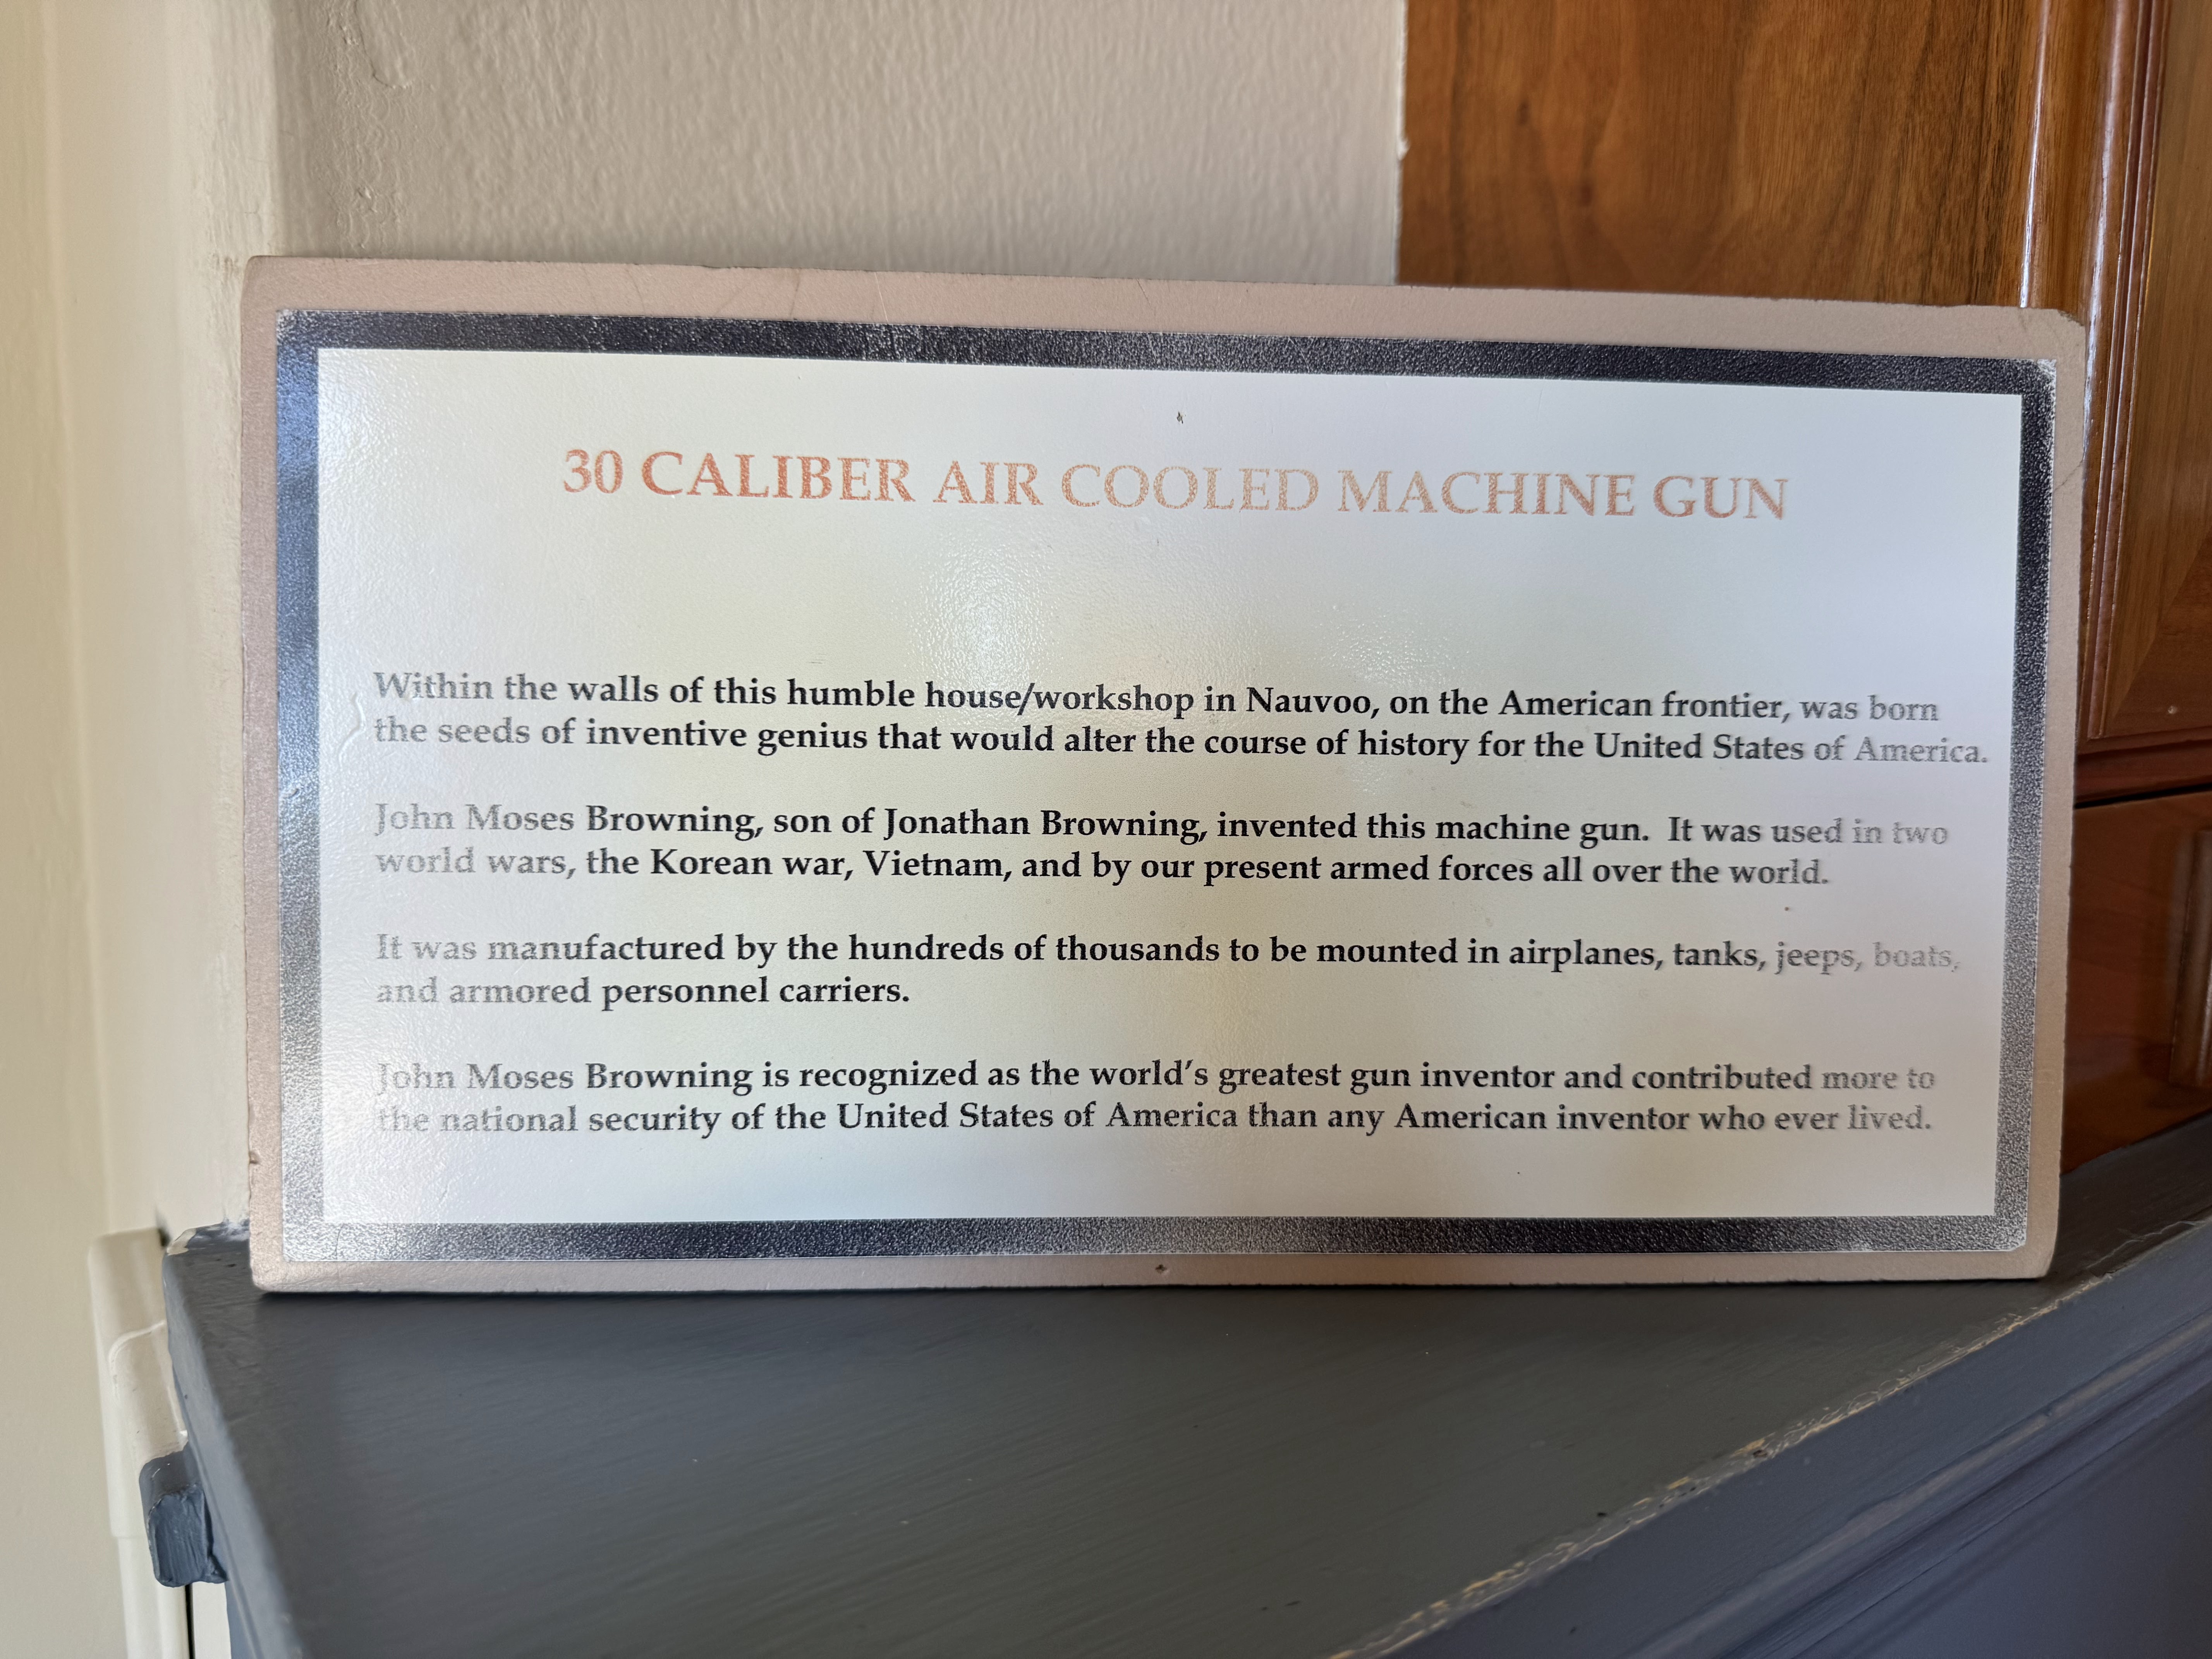 30 CALIBER AIR COOLED MACHINE GUN
Within the walls of this humble house/workshop in Nauvoo, on the American frontier, was born
the seeds of inventive genius that would alter the course of history for the United States of America.
John Moses Browning, son of Jonathan Browning, invented this machine gun.  It was used in two
world wars, the Korean war, Vietnam, and by our present armed forces all over the world.
It was manufactured by the hundreds of thousands to be mounted in airplanes, tanks, jeeps, boats,
and armored personnel carriers.
John Moses Browning is recognized as the world's greatest gun inventor and contributed more to
the national security of the United States of America than any American inventor who ever lived.